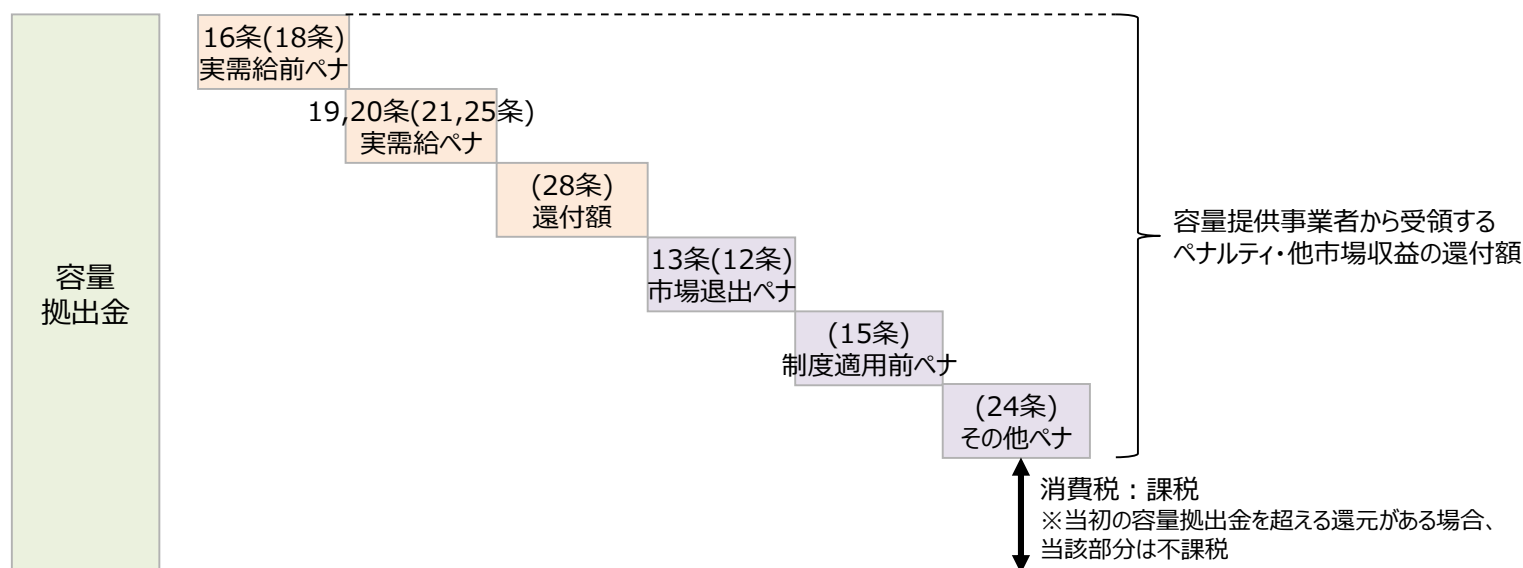 容量
拠出金
16条(18条)
実需給前ペナ
19,20条(21,25条)
実需給ペナ
(28条)
還付額
13条(12条)
市場退出ペナ
(15条)
制度適用前ペナ
(24条)
その他ペナ
容量提供事業者から受領する
ペナルティ・他市場収益の還付額
消費税：課税
※当初の容量拠出金を超える還元がある場合、
当該部分は不課税